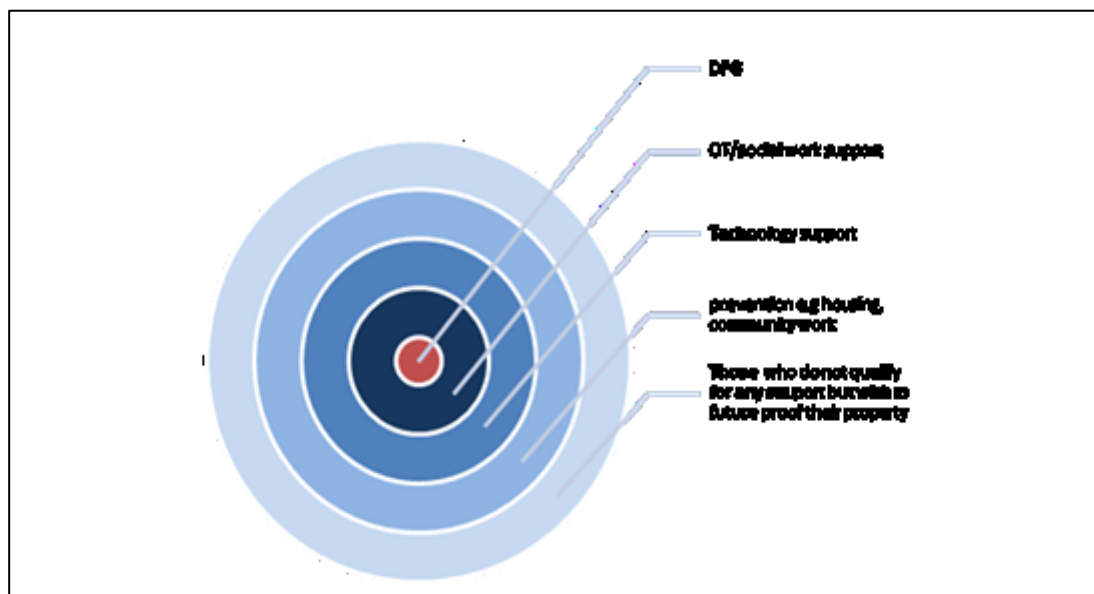 DFG
OT/social work support
Technology support
prevention e.g housing,
community work
Those who do not qualify
for any support but wish to
future proof their property